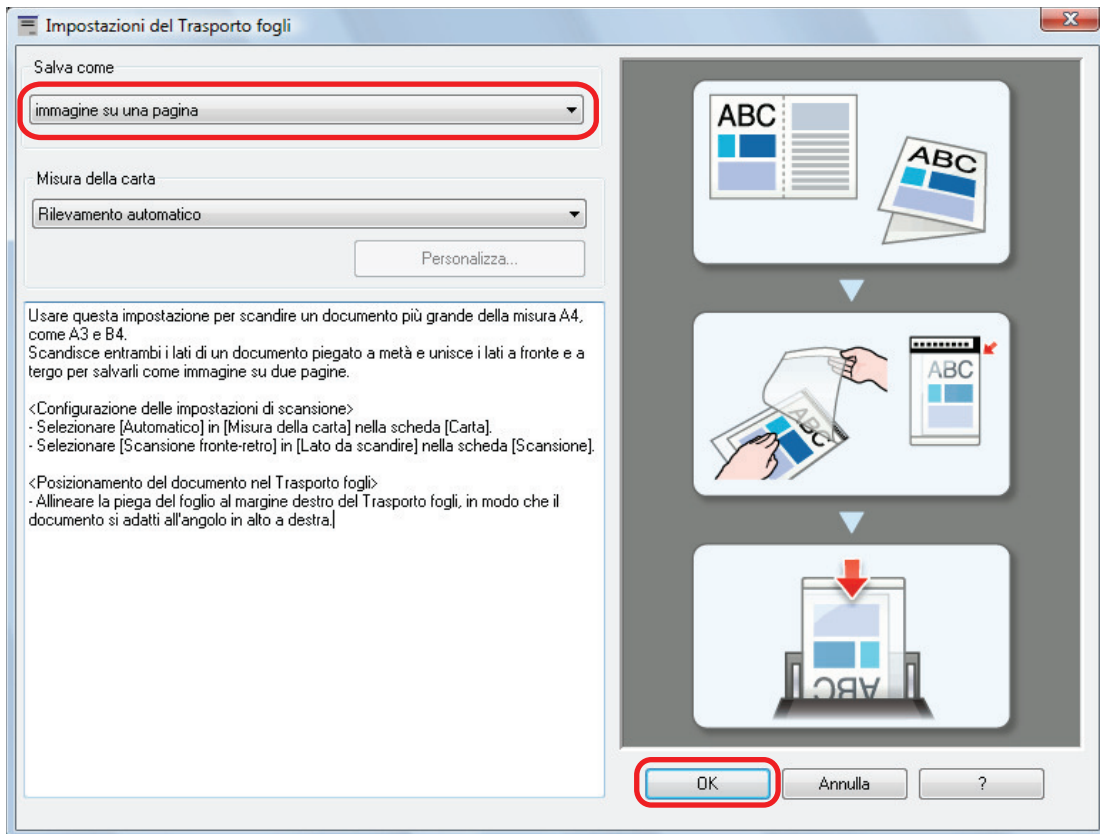 Impostazioni del Trasporto fogli
Salva come
immagine su una pagina
Misura della carta
Rilevamento automatico
Personalizza...
Usare questa impostazione per scandire un documento più grande della misura A4,
come A3 e B4.
Scandisce entrambi i lati di un documento piegato a metà e unisce i lati a fronte e a
tergo per salvarli come immagine su due pagine.
<Configurazione delle impostazioni di scansione>
- Selezionare [Automatico] in [Misura della carta] nella scheda [Carta].
- Selezionare [Scansione fronte-retro] in [Lato da scandire] nella scheda [Scansione].
<Posizionamento del documento nel Trasporto fogli>
- Allineare la piega del foglio al margine destro del Trasporto fogli, in modo che il
documento si adatti all'angolo in alto a destra.
ABC
ABC
ABC
ABC
ABC
OK
Annulla
?